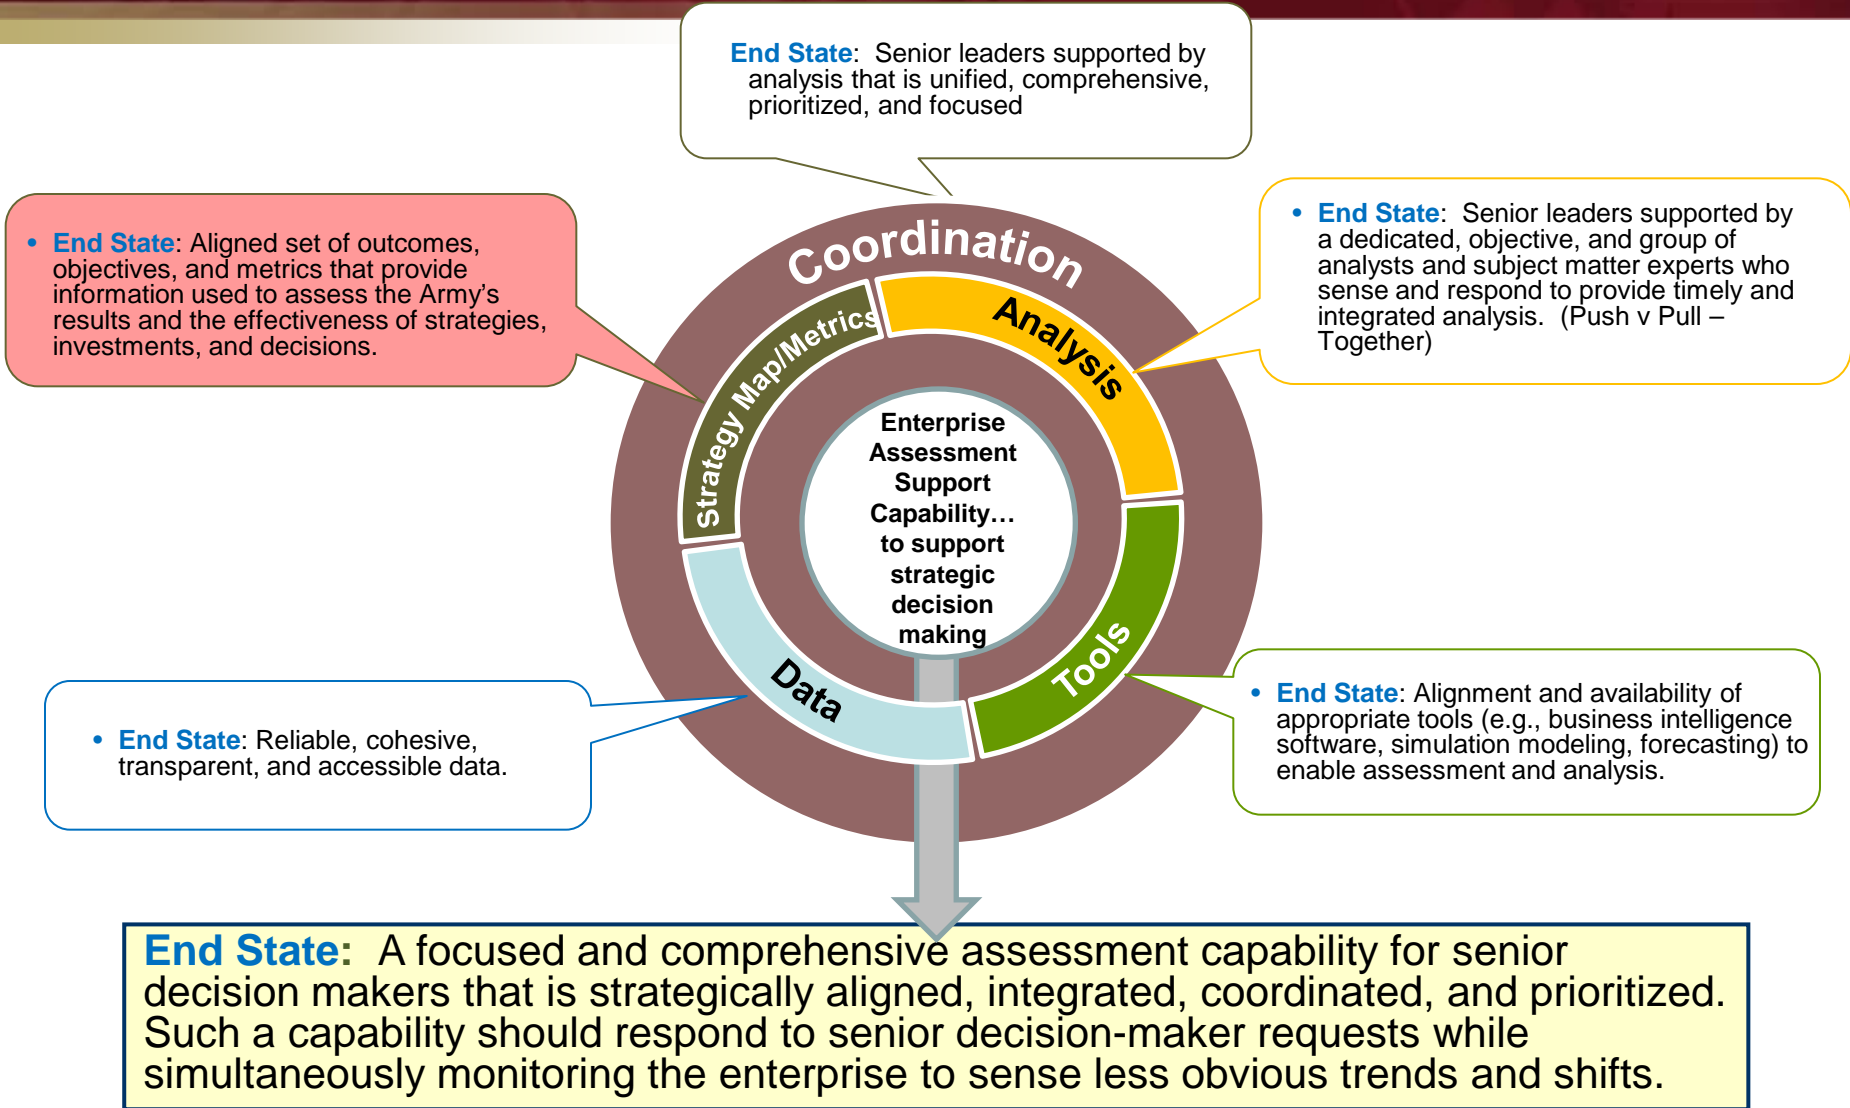 End State:  Senior leaders supported by
analysis that is unified, comprehensive,
prioritized, and focused
• End State: Aligned set of outcomes,
objectives, and metrics that provide
information used to assess the Army’s
results and the effectiveness of strategies,
investments, and decisions.
• End State:  Senior leaders supported by
a dedicated, objective, and group of
analysts and subject matter experts who
sense and respond to provide timely and
integrated analysis.  (Push v Pull –
Together)
Coordination
Strategy Map/Metrics
Analysis
Enterprise
Assessment
Support
Capability…
to support
strategic
decision
making
Data
Tools
• End State: Reliable, cohesive,
transparent, and accessible data.
• End State: Alignment and availability of
appropriate tools (e.g., business intelligence
software, simulation modeling, forecasting) to
enable assessment and analysis.
End State:  A focused and comprehensive assessment capability for senior
decision makers that is strategically aligned, integrated, coordinated, and prioritized.
Such a capability should respond to senior decision-maker requests while
simultaneously monitoring the enterprise to sense less obvious trends and shifts.